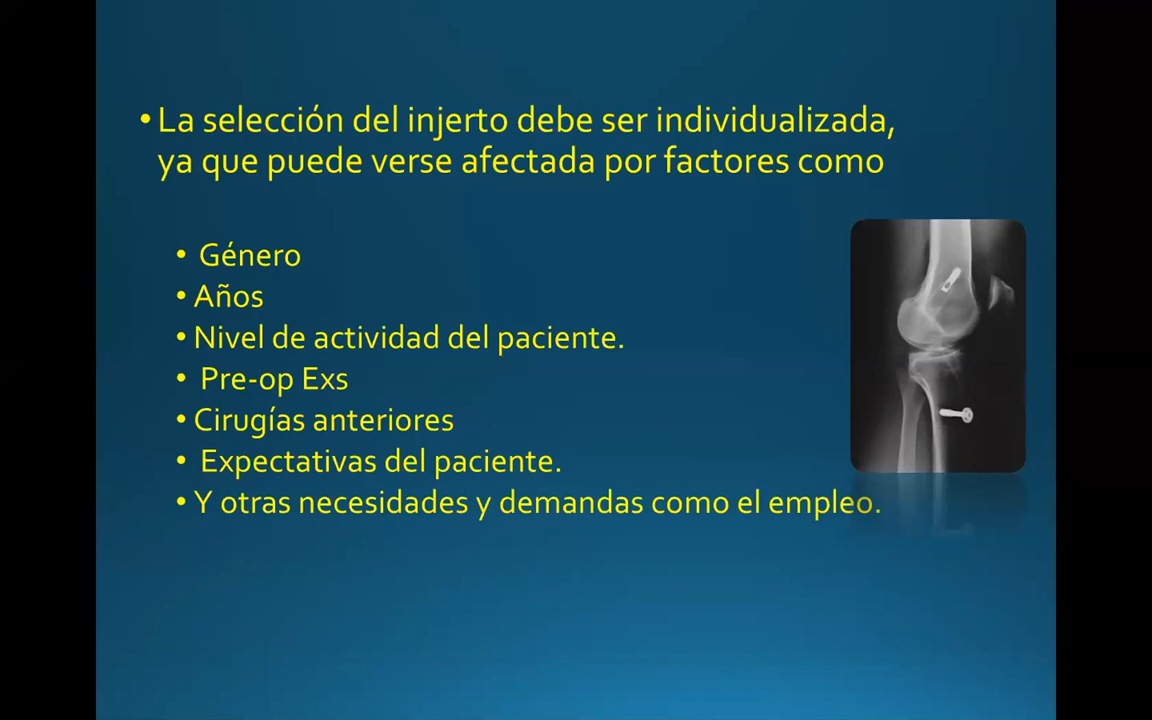 • La selección del injerto debe ser individualizada,
ya que puede verse afectada por factores como
• Género
• Años
• Nivel de actividad del paciente.
• Pre-op Exs
• Cirugías anteriores
• Expectativas del paciente.
• Y otras necesidades y demandas como el empleo.